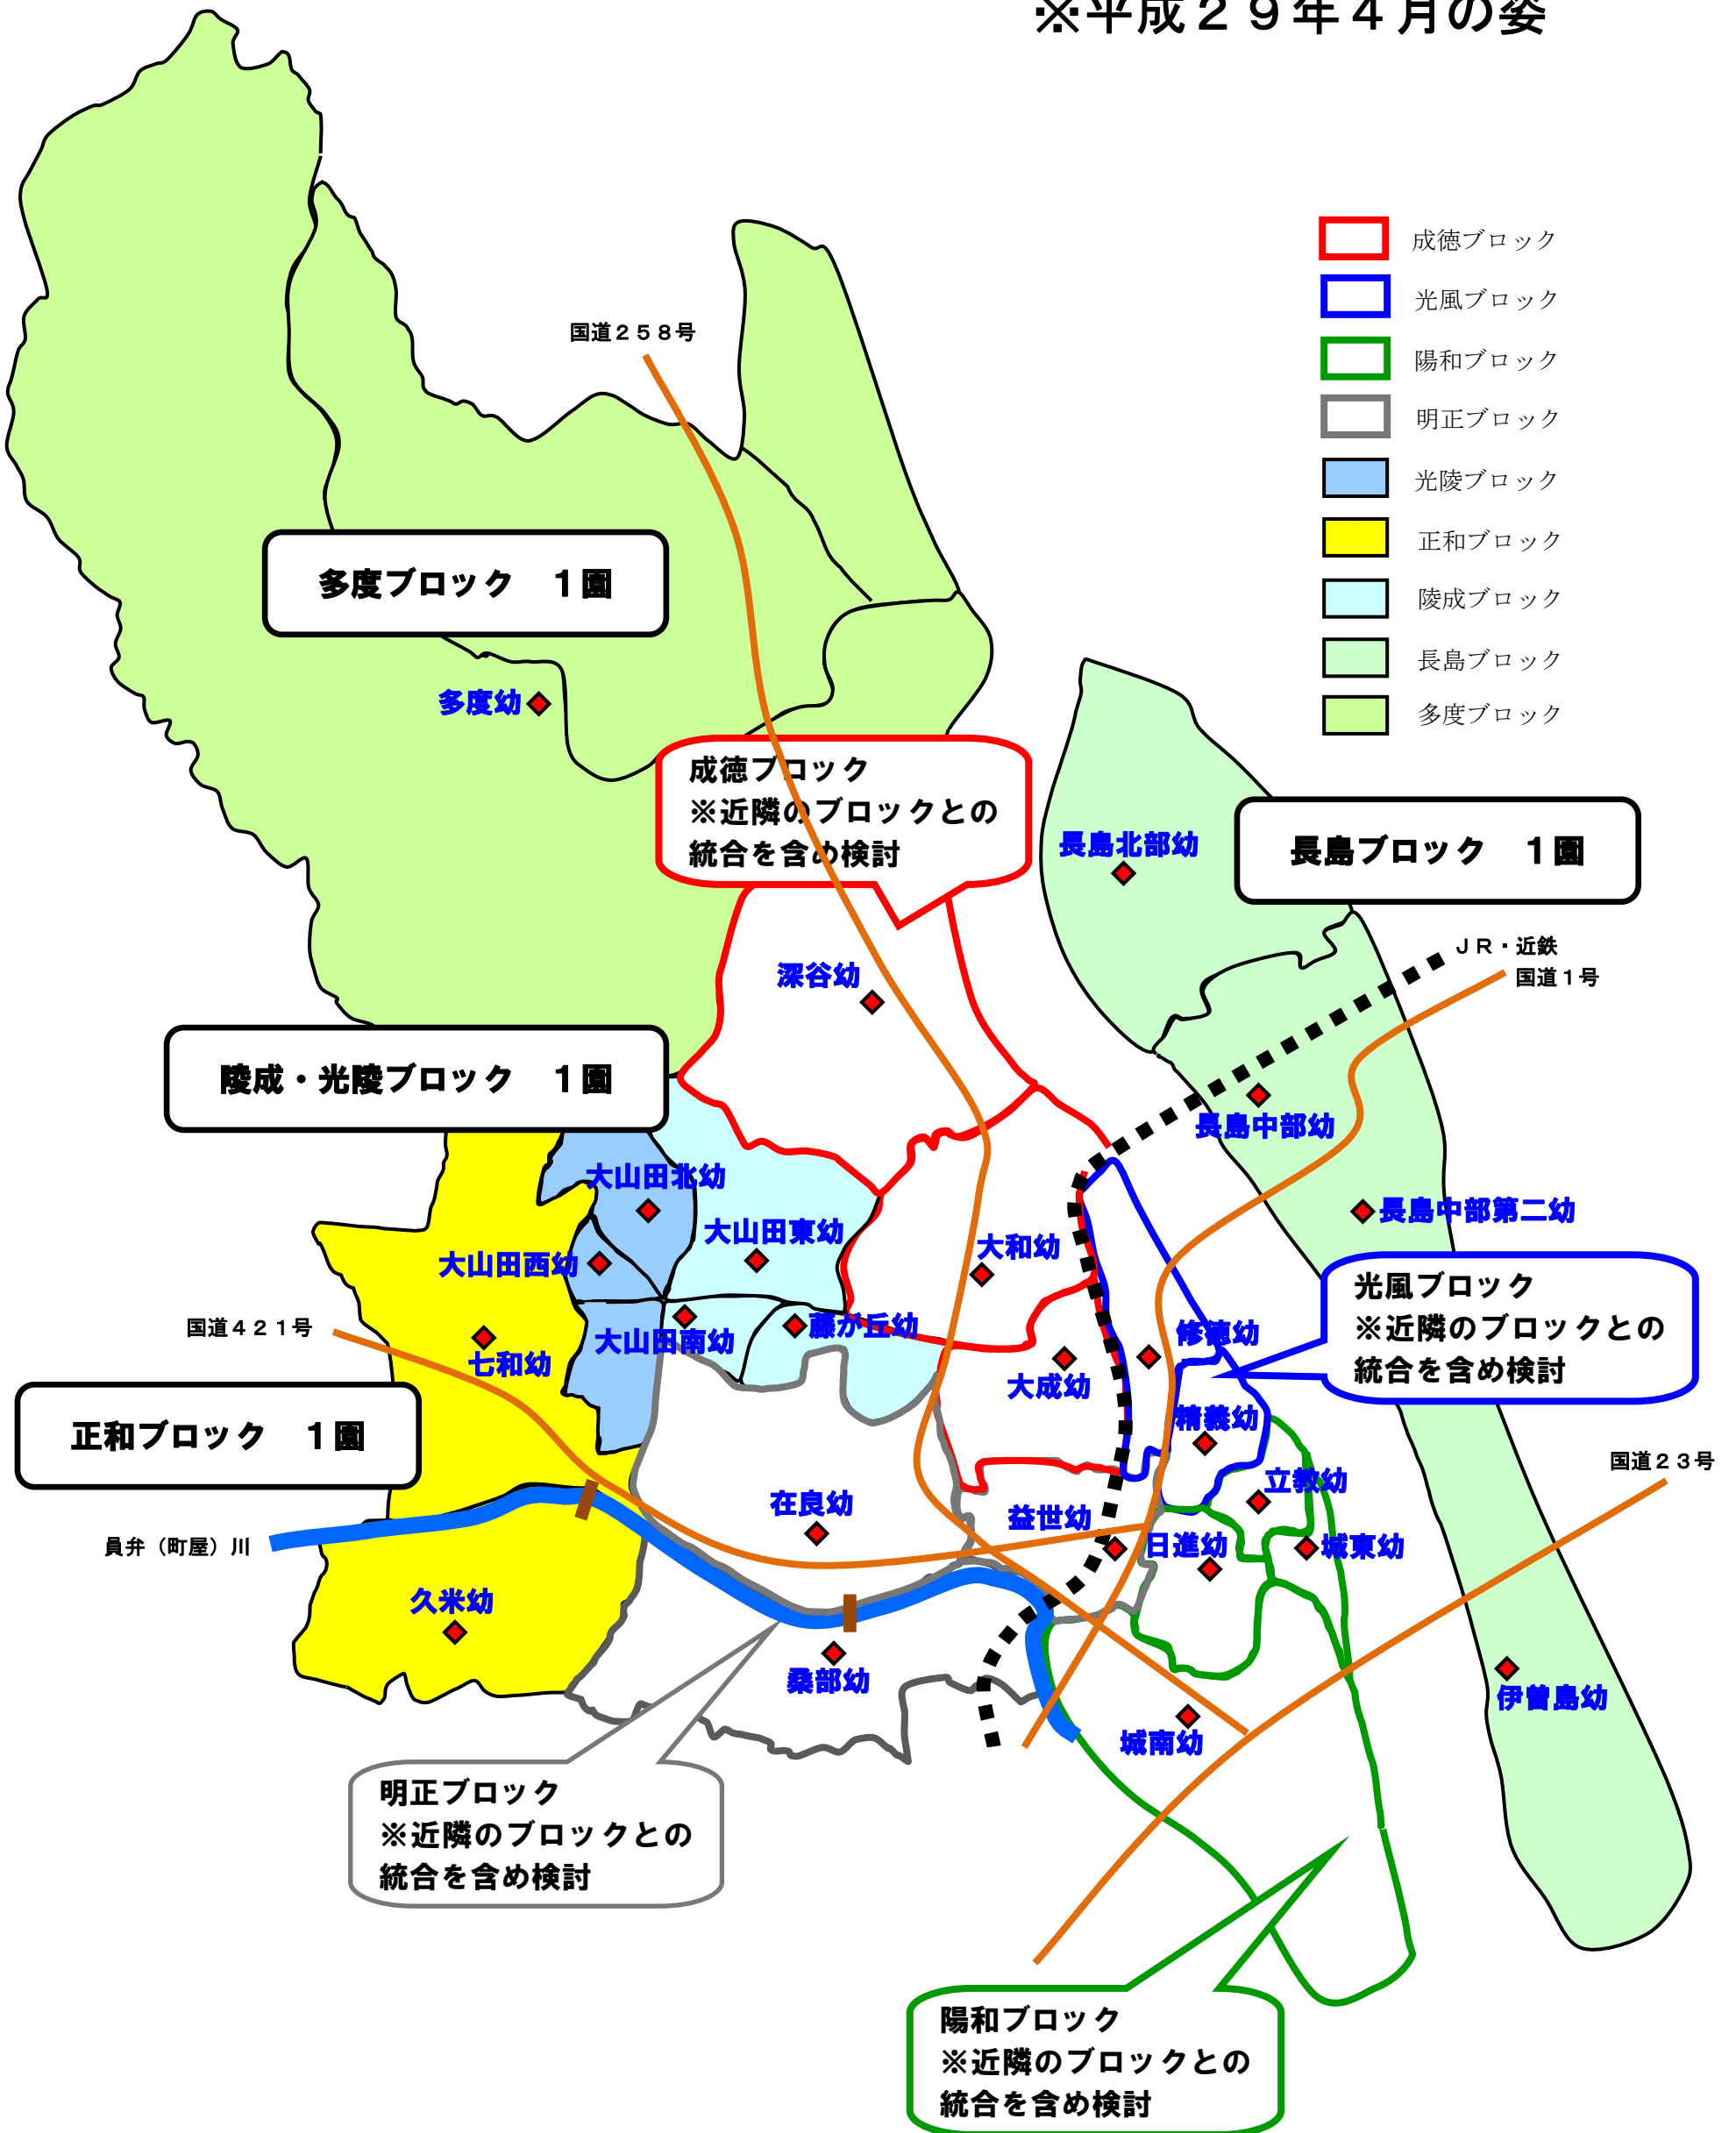 ※平成２９年４月の姿
成徳ブロック
光風ブロック
陽和ブロック
明正ブロック
光陵ブロック
正和ブロック
陵成ブロック
長島ブロック
多度ブロック
国道２５８号
多度ブロック　１園
多度幼
成徳ブロック
※近隣のブロックとの
統合を含め検討
長島北部幼
長島ブロック　１園
ＪＲ・近鉄
国道１号
深谷幼
陵成・光陵ブロック　１園
長島中部幼
大山田北幼
長島中部第二幼
大山田東幼
大和幼
大山田西幼
光風ブロック
※近隣のブロックとの
統合を含め検討
国道４２１号
大山田南幼
藤が丘幼
修徳幼
七和幼
大成幼
正和ブロック　１園
精義幼
国道２３号
立教幼
在良幼
益世幼
員弁（町屋）川
日進幼
城東幼
久米幼
桑部幼
伊曽島幼
城南幼
明正ブロック
※近隣のブロックとの
統合を含め検討
陽和ブロック
※近隣のブロックとの
統合を含め検討